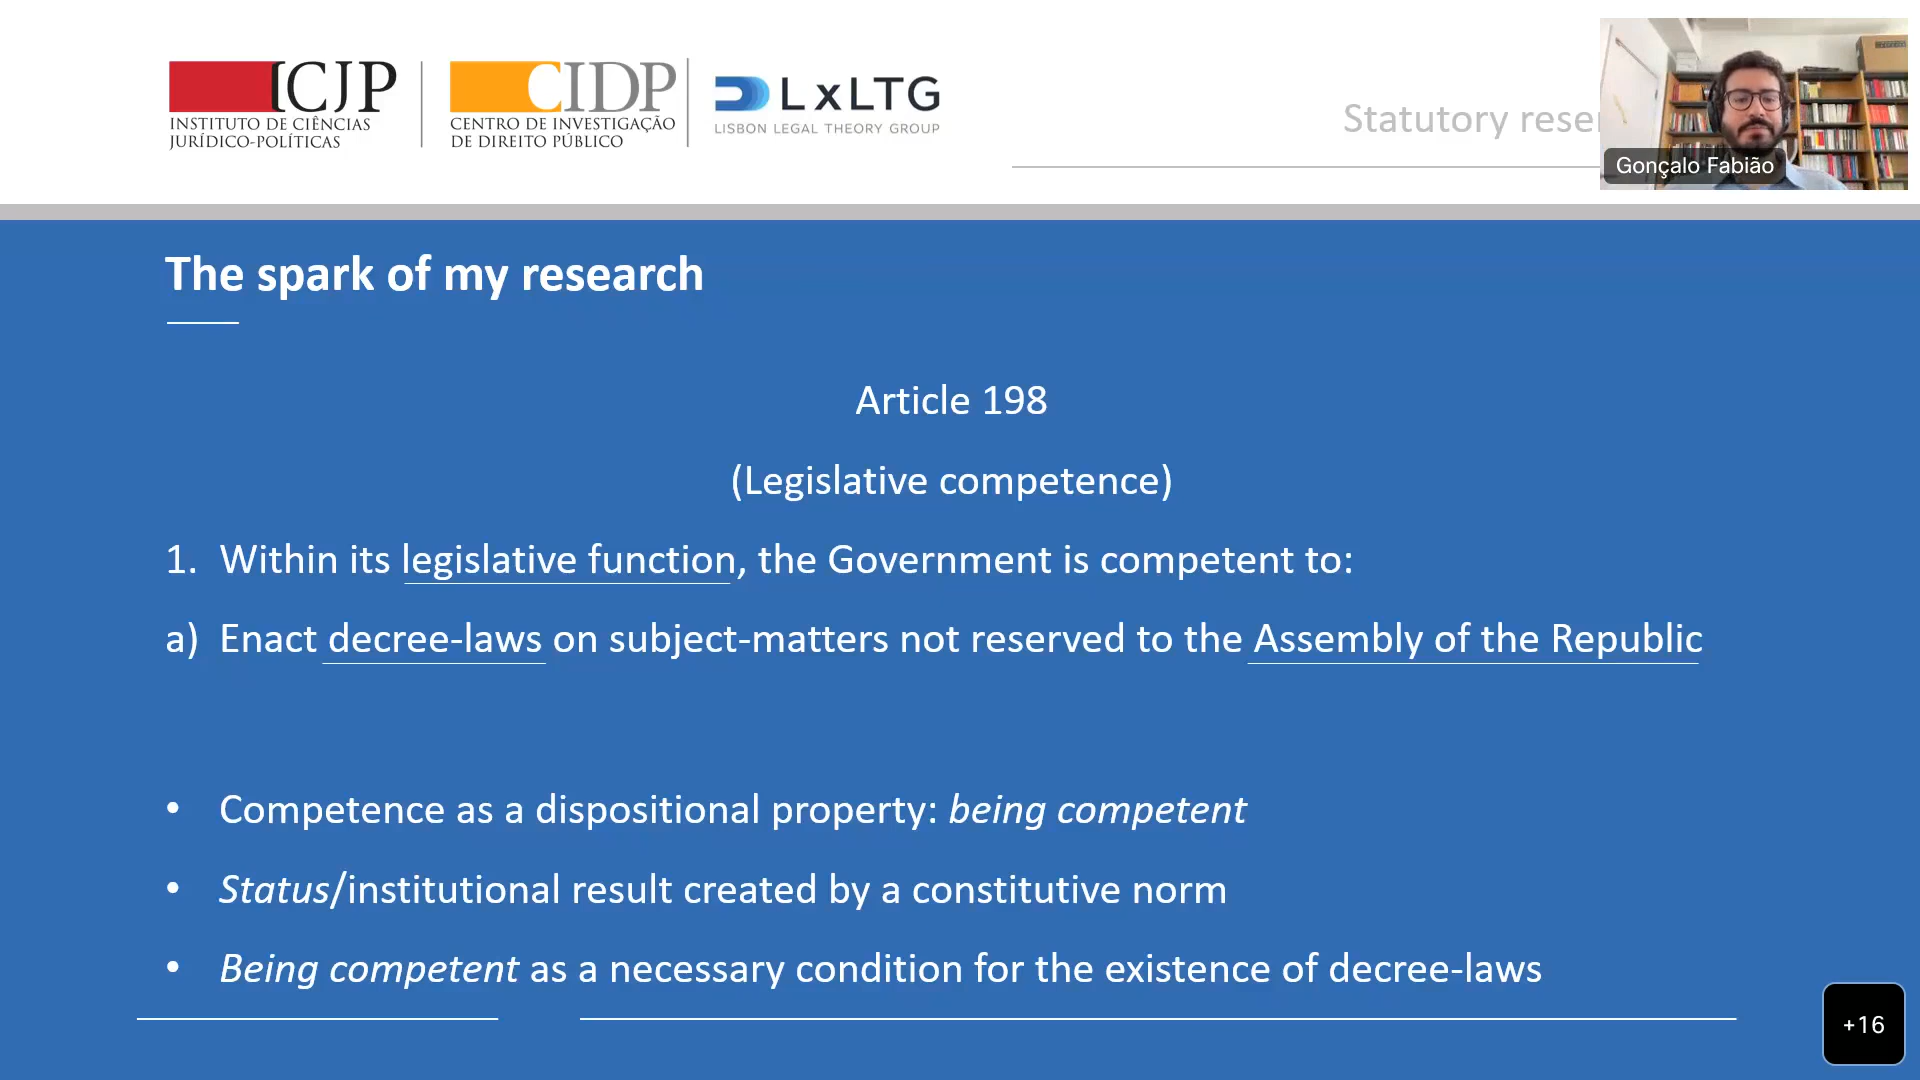 ICJP
INSTITUTO DE CIÊNCIAS
JURÍDICO-POLÍTICAS
CIDP
CENTRO DE INVESTIGAÇÃO
DE DIREITO PÚBLICO
LxLTG
LISBON LEGAL THEORY GROUP
Statutory
Gonçalo Fabião
The spark of my research
Article 198
(Legislative competence)
1. Within its legislative function, the Government is competent to:
a) Enact decree-laws on subject-matters not reserved to the Assembly of the Republic
• Competence as a dispositional property: being competent
• Status/institutional result created by a constitutive norm
• Being competent as a necessary condition for the existence of decree-laws
+16